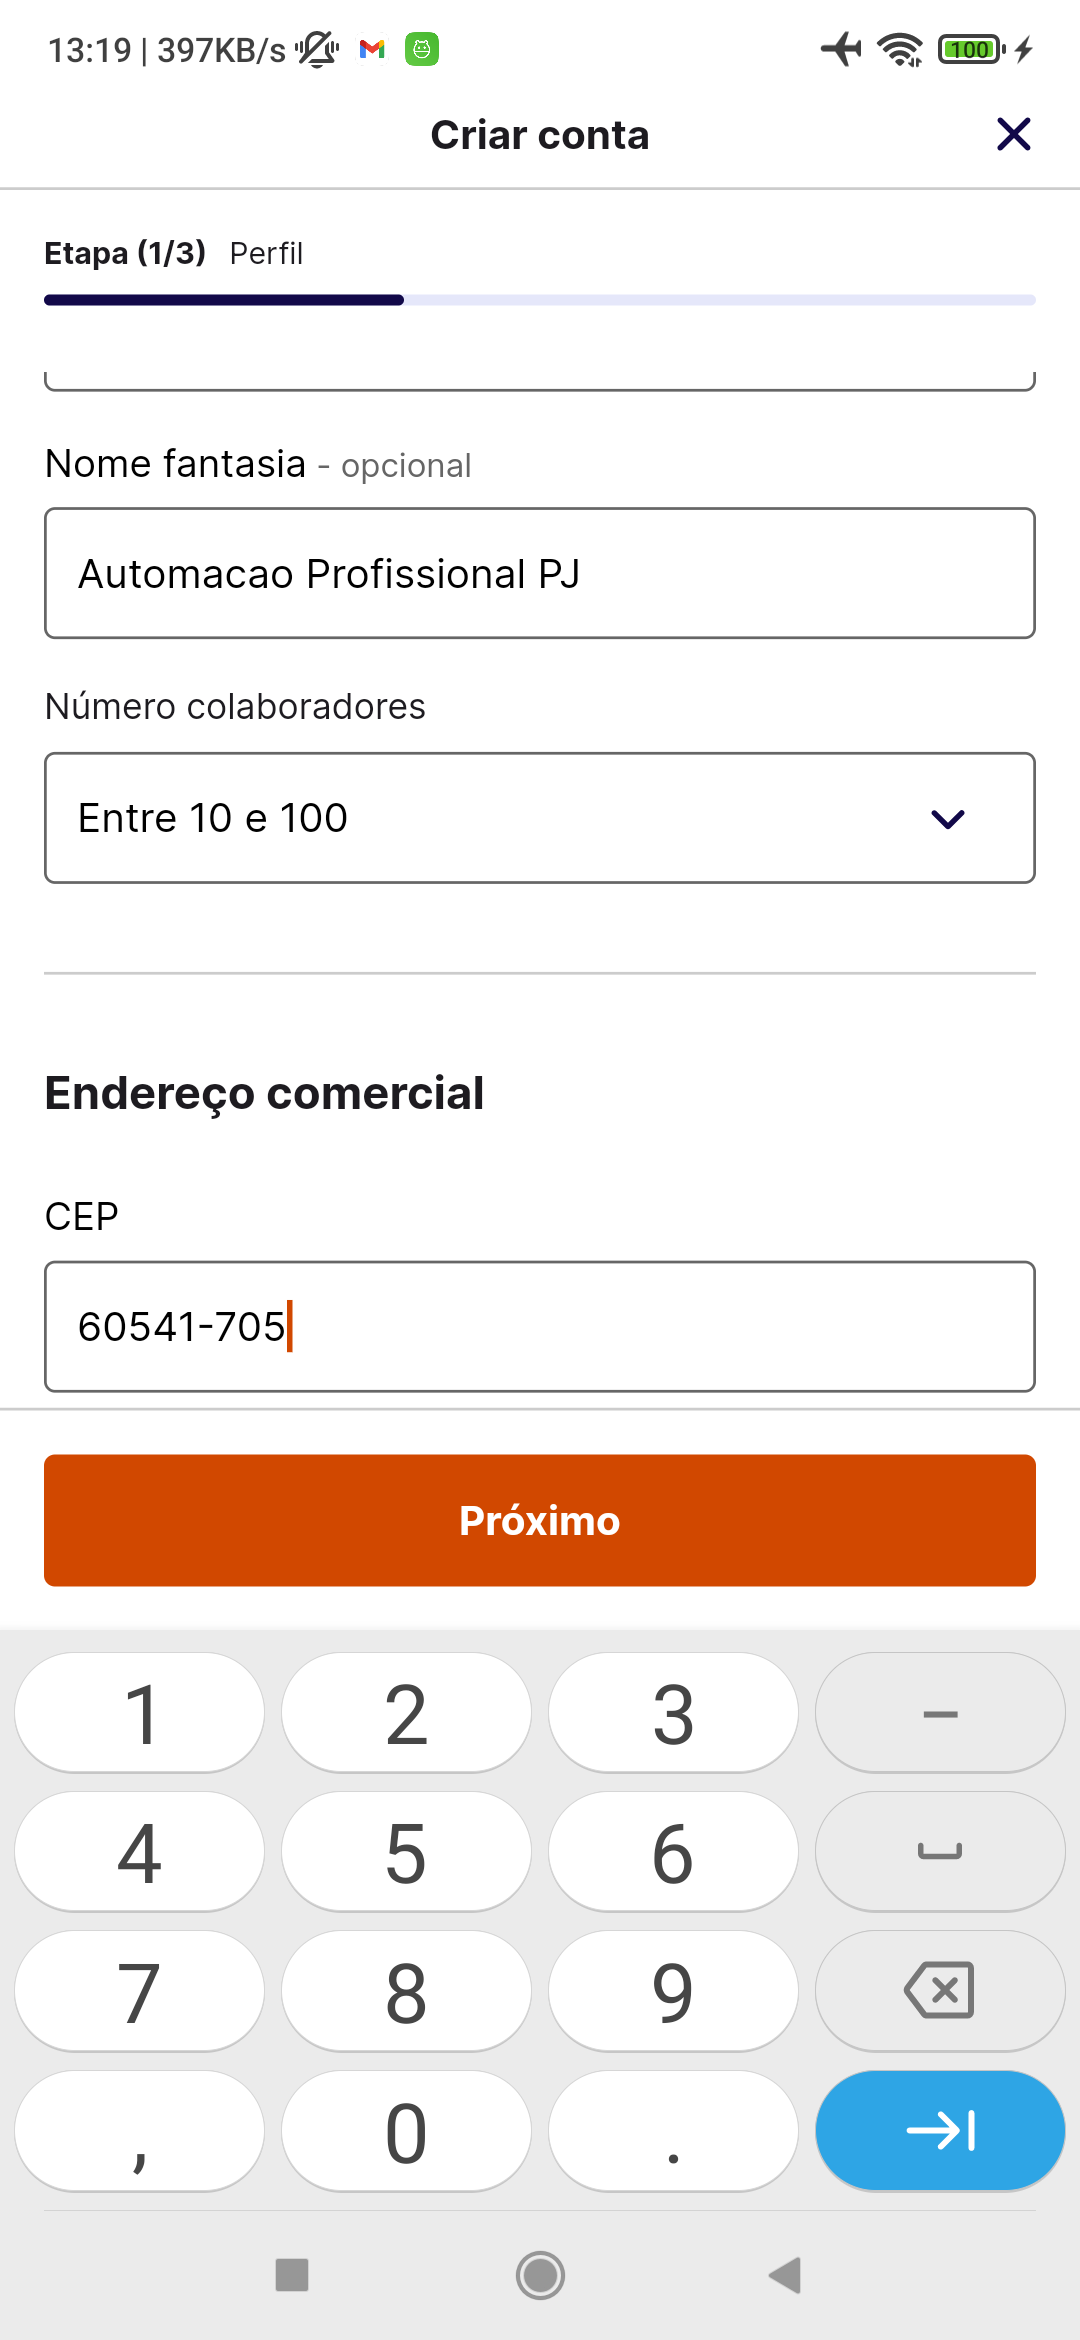 13:19 | 397KB/s
100
Criar conta
Etapa (1/3) Perfil
Nome fantasia - opcional
Automacao Profissional PJ
Número colaboradores
Entre 10 e 100
Endereço comercial
CEP
60541-705
Próximo
1 2 3 –
4 5 6
7 8 9
, 0 .